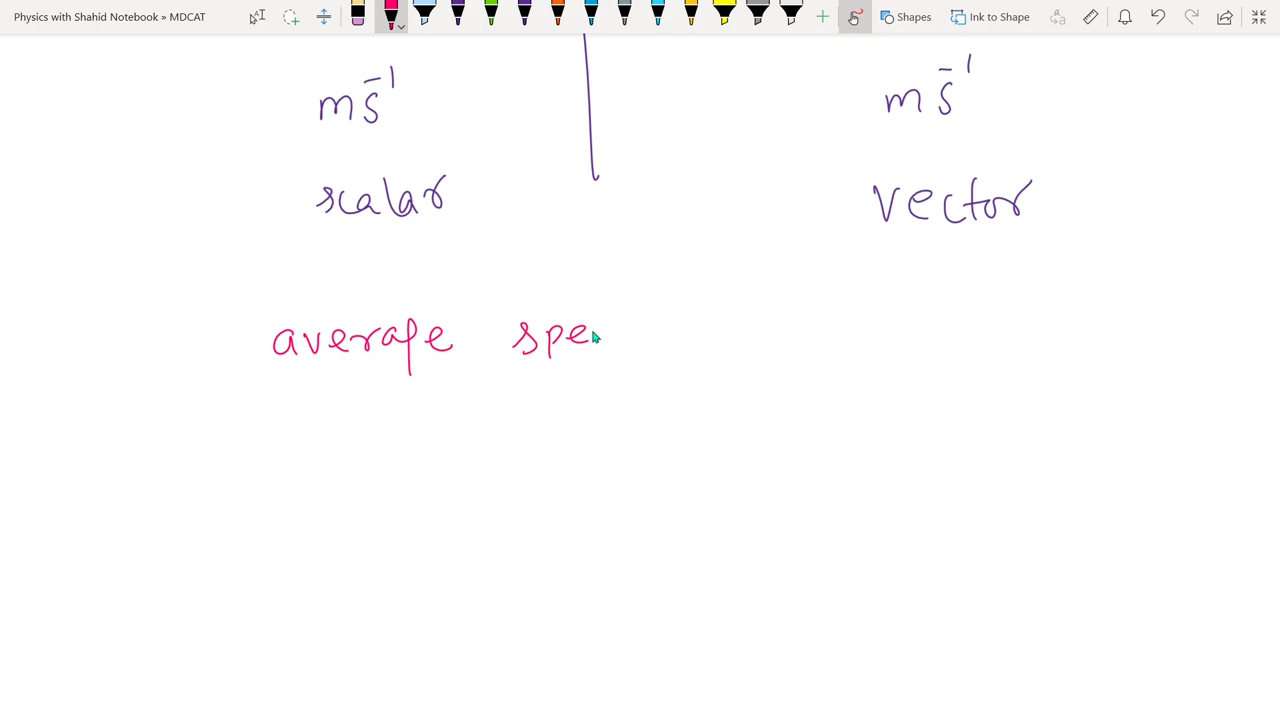 Physics with Shahid Notebook » MDCAT
Shapes
Ink to Shape
ms⁻¹
ms⁻¹
scalar
vector
average spe